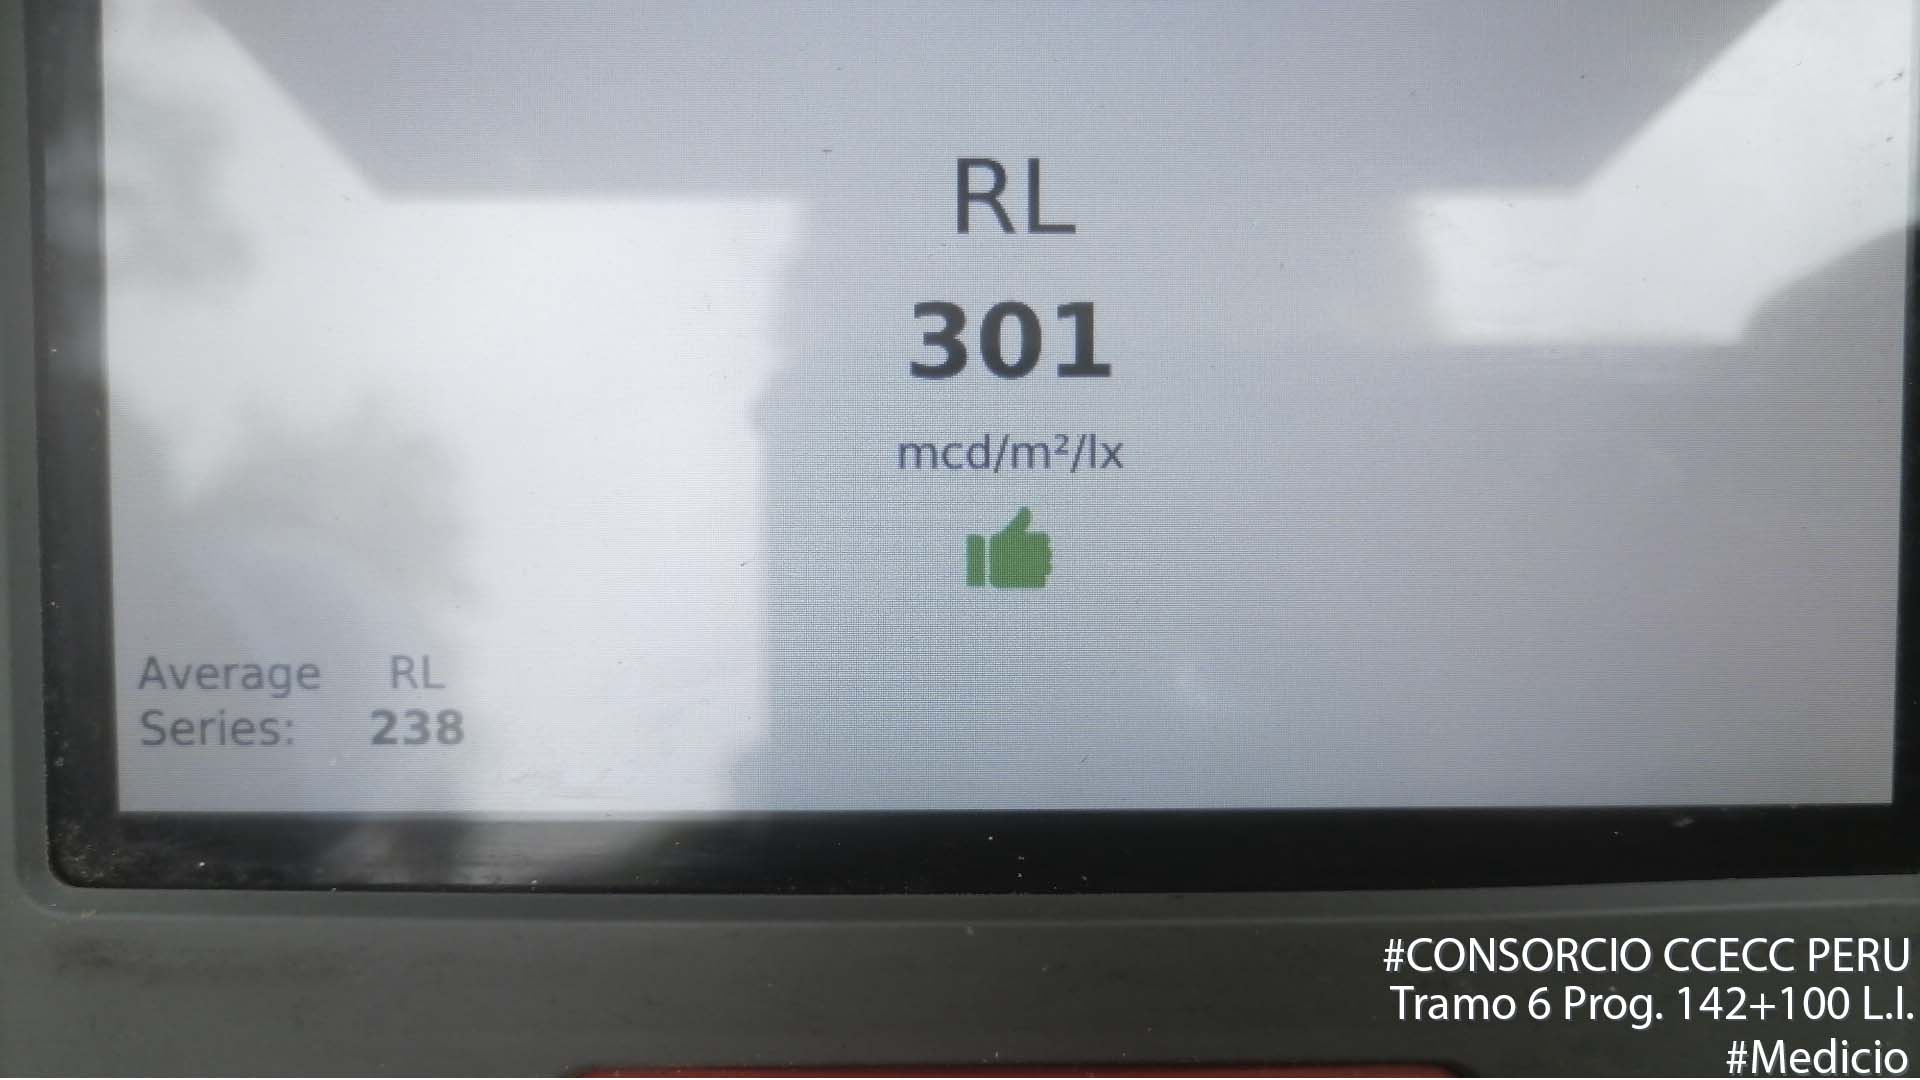 RL
301
mcd/m²/lx
Average RL
Series: 238
#CONSORCIO CCECC PERU
Tramo 6 Prog. 142+100 L.I.
#Medicio